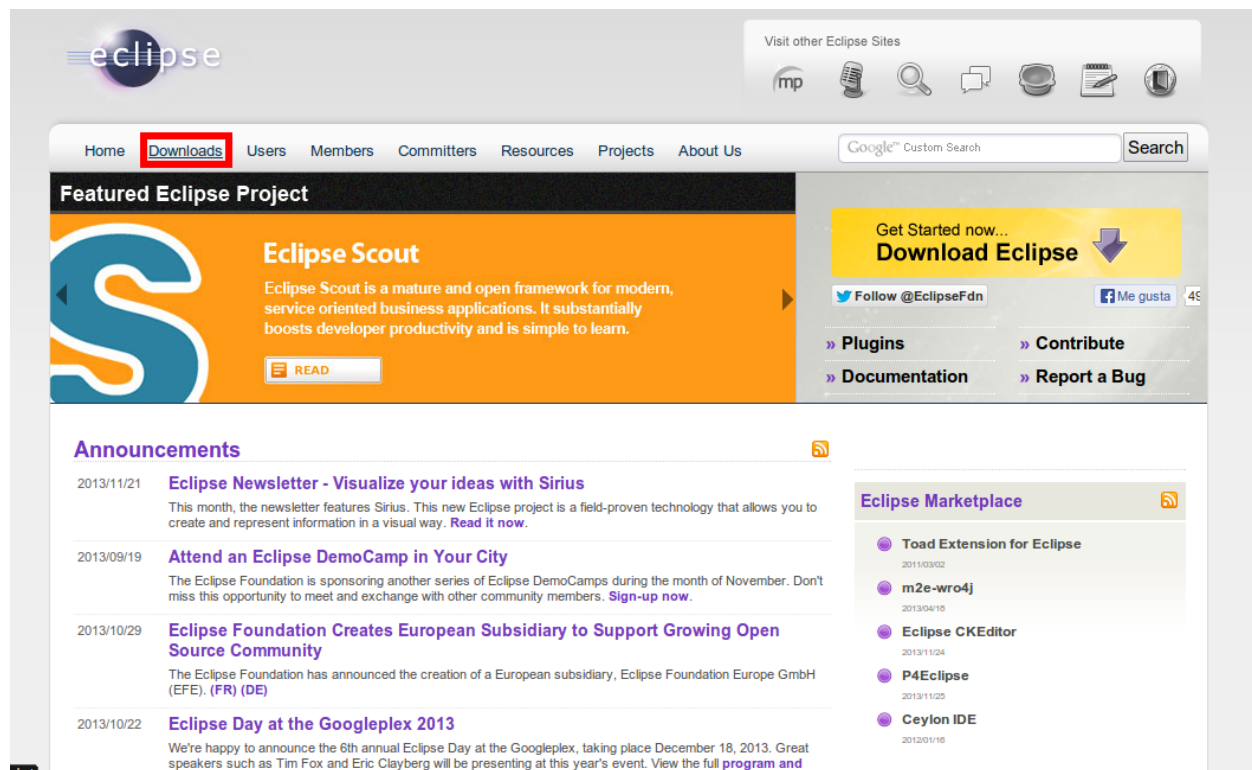 eclipse
Visit other Eclipse Sites
mp
Home Downloads Users Members Committers Resources Projects About Us
Google™ Custom Search
Search
Featured Eclipse Project
Eclipse Scout
Eclipse Scout is a mature and open framework for modern,
service oriented business applications. It substantially
boosts developer productivity and is simple to learn.
READ
Get Started now...
Download Eclipse
Follow @EclipseFdn
Me gusta
49
» Plugins
» Contribute
» Documentation
» Report a Bug
Announcements
2013/11/21
Eclipse Newsletter - Visualize your ideas with Sirius
This month, the newsletter features Sirius. This new Eclipse project is a field-proven technology that allows you to
create and represent information in a visual way. Read it now.
2013/09/19
Attend an Eclipse DemoCamp in Your City
The Eclipse Foundation is sponsoring another series of Eclipse DemoCamps during the month of November. Don't
miss this opportunity to meet and exchange with other community members. Sign-up now.
2013/10/29
Eclipse Foundation Creates European Subsidiary to Support Growing Open
Source Community
The Eclipse Foundation has announced the creation of a European subsidiary, Eclipse Foundation Europe GmbH
(EFE). (FR) (DE)
2013/10/22
Eclipse Day at the Googleplex 2013
We're happy to announce the 6th annual Eclipse Day at the Googleplex, taking place December 18, 2013. Great
speakers such as Tim Fox and Eric Clayberg will be presenting at this year's event. View the full program and
Eclipse Marketplace
Toad Extension for Eclipse
2011/03/02
m2e-wro4j
2013/04/18
Eclipse CKEditor
2013/11/24
P4Eclipse
2013/11/25
Ceylon IDE
2012/01/16